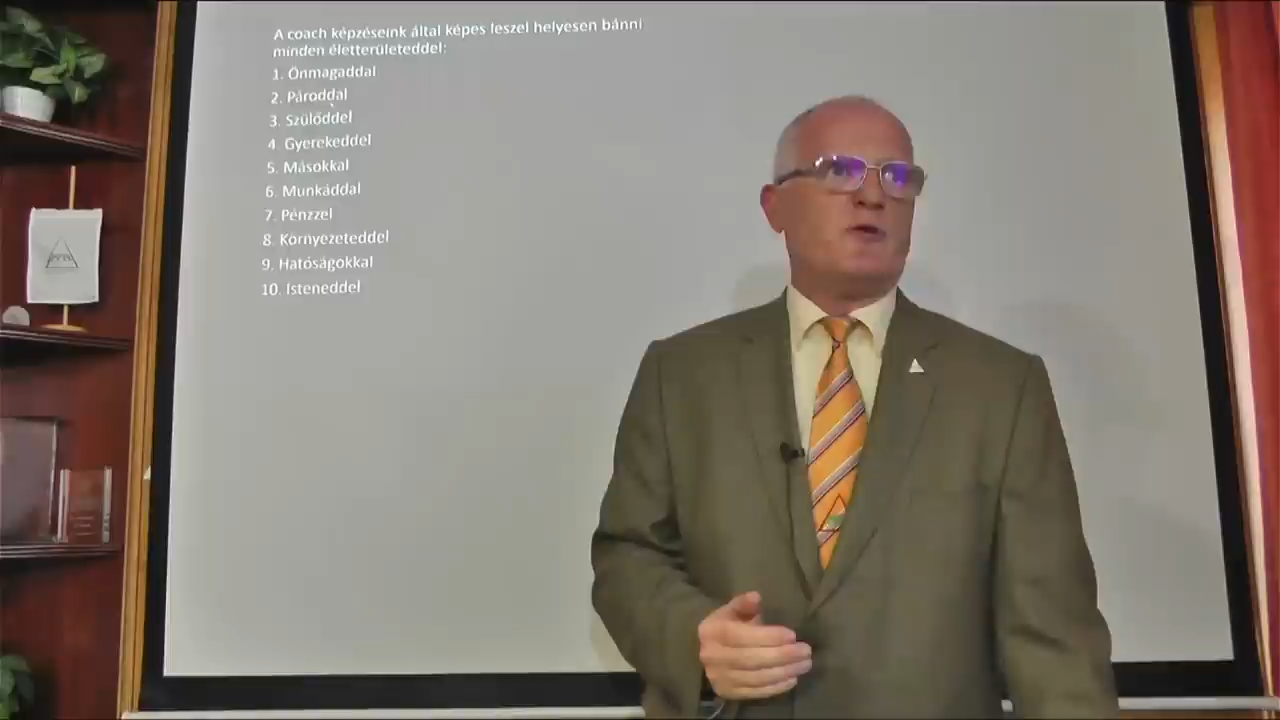 A coach képzéseink által képes leszel helyesen bánni
minden életterületeddel:
1. Önmagaddal
2. Pároddal
3. Szülőddel
4. Gyerekeddel
5. Másokkal
6. Munkáddal
7. Pénzzel
8. Környezeteddel
9. Hatóságokkal
10. Isteneddel